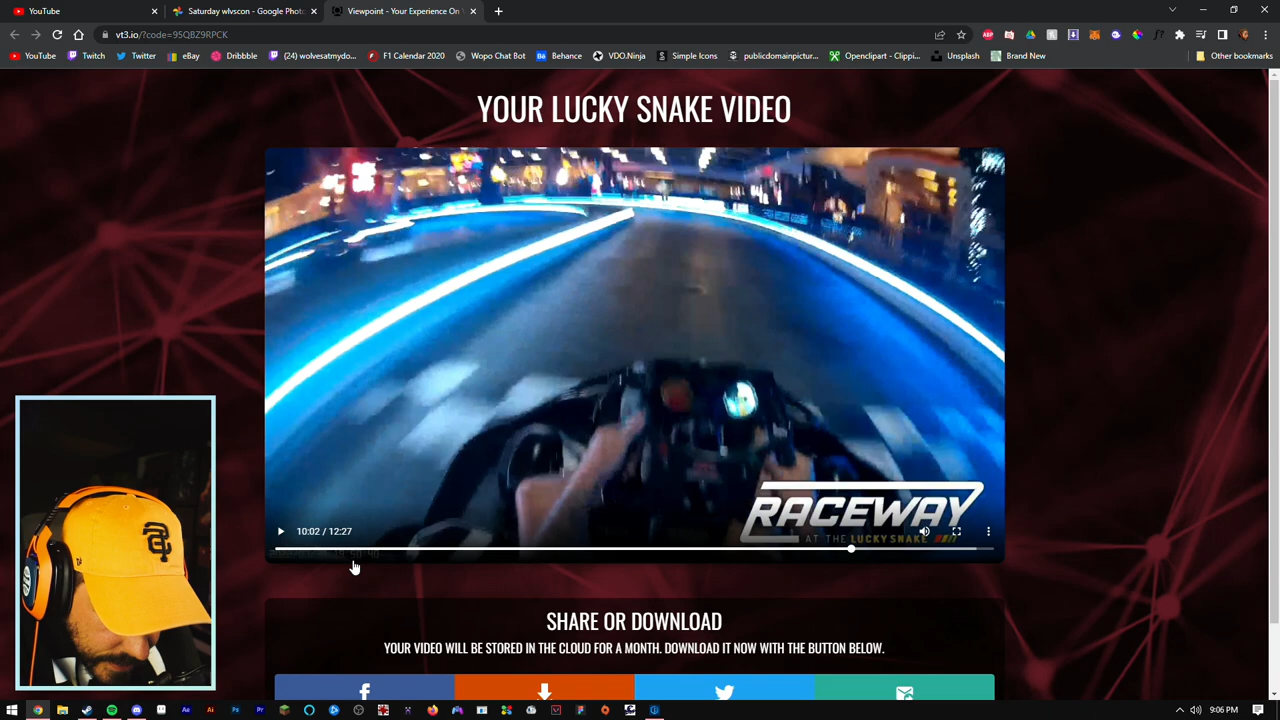 YouTube
Saturday wlvscon - Google Phot
Viewpoint - Your Experience On
vt3.io/?code=95QBZ9RPCK
YouTube Twitch Twitter eBay Dribbble (24) wolvesatmydo... F1 Calendar 2020 Wopo Chat Bot Behance VDO.Ninja Simple Icons publicdomainpictur... Openclipart - Clippi... Unsplash Brand New Other bookmarks
YOUR LUCKY SNAKE VIDEO
RACEWAY
AT THE LUCKY SNAKE
10:02 / 12:27
SHARE OR DOWNLOAD
YOUR VIDEO WILL BE STORED IN THE CLOUD FOR A MONTH. DOWNLOAD IT NOW WITH THE BUTTON BELOW.
9:06 PM